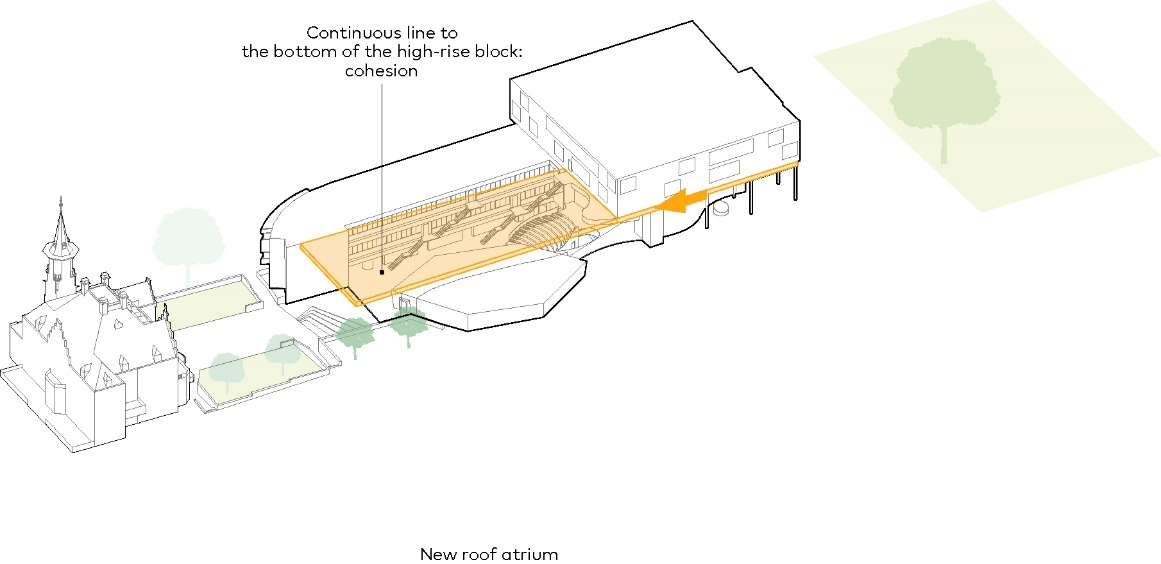 Continuous line to
the bottom of the high-rise block:
cohesion
New roof atrium